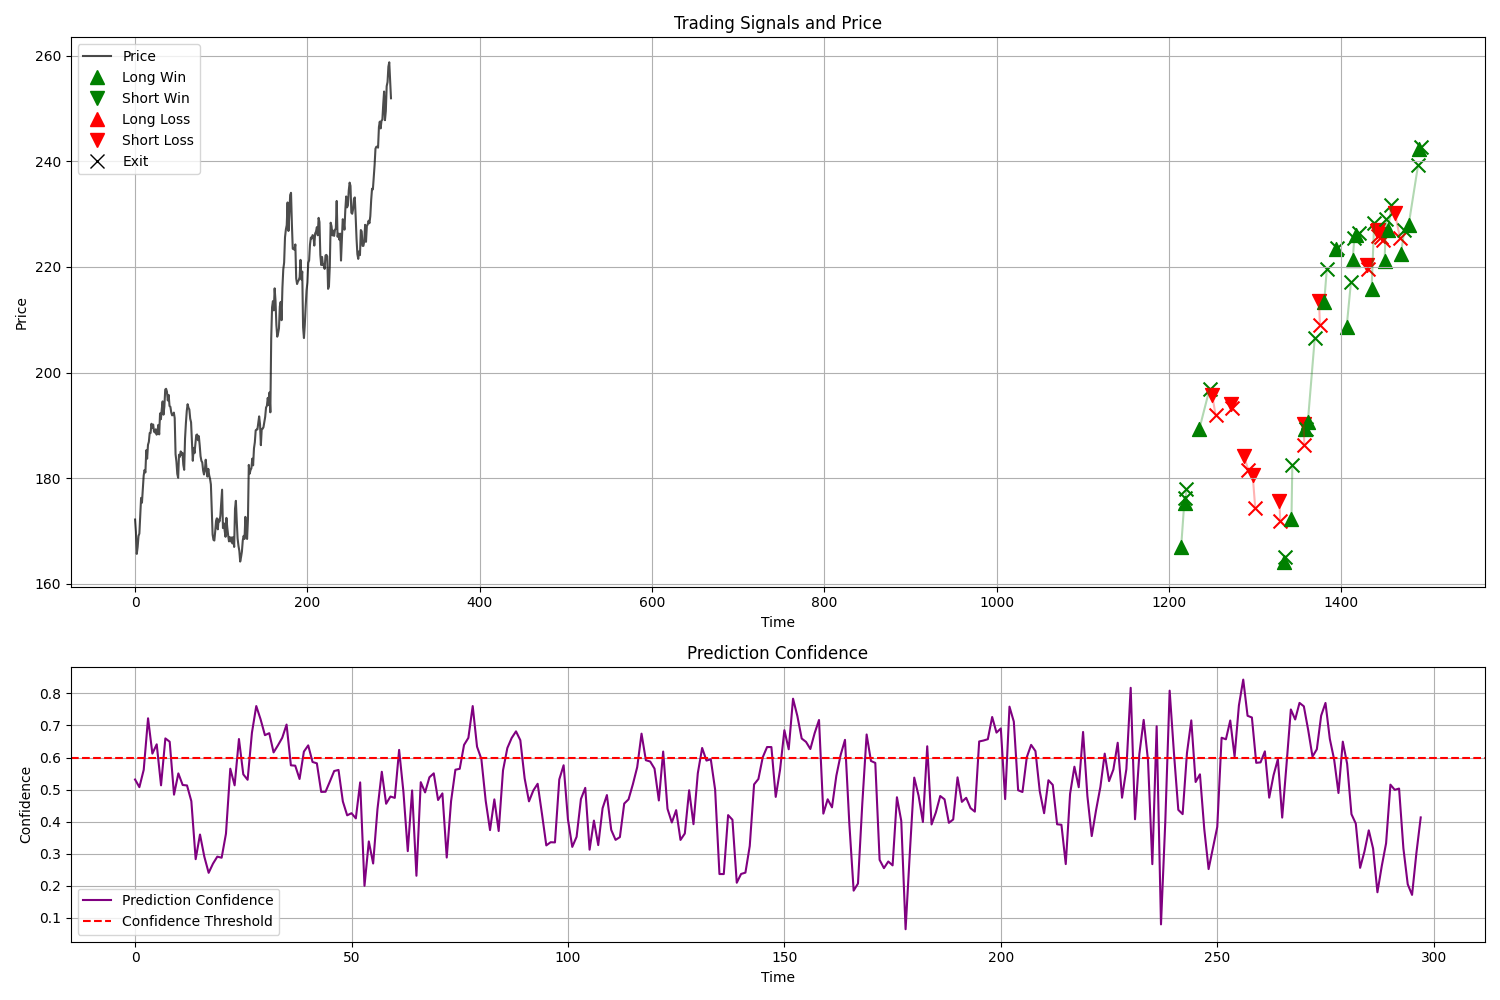 Trading Signals and Price
Price
260
240
220
200
180
160
Price
Long Win
Short Win
Long Loss
Short Loss
Exit
0 200 400 600 800 1000 1200 1400
Time
Prediction Confidence
Confidence
0.8
0.7
0.6
0.5
0.4
0.3
0.2
0.1
Prediction Confidence
Confidence Threshold
0 50 100 150 200 250 300
Time